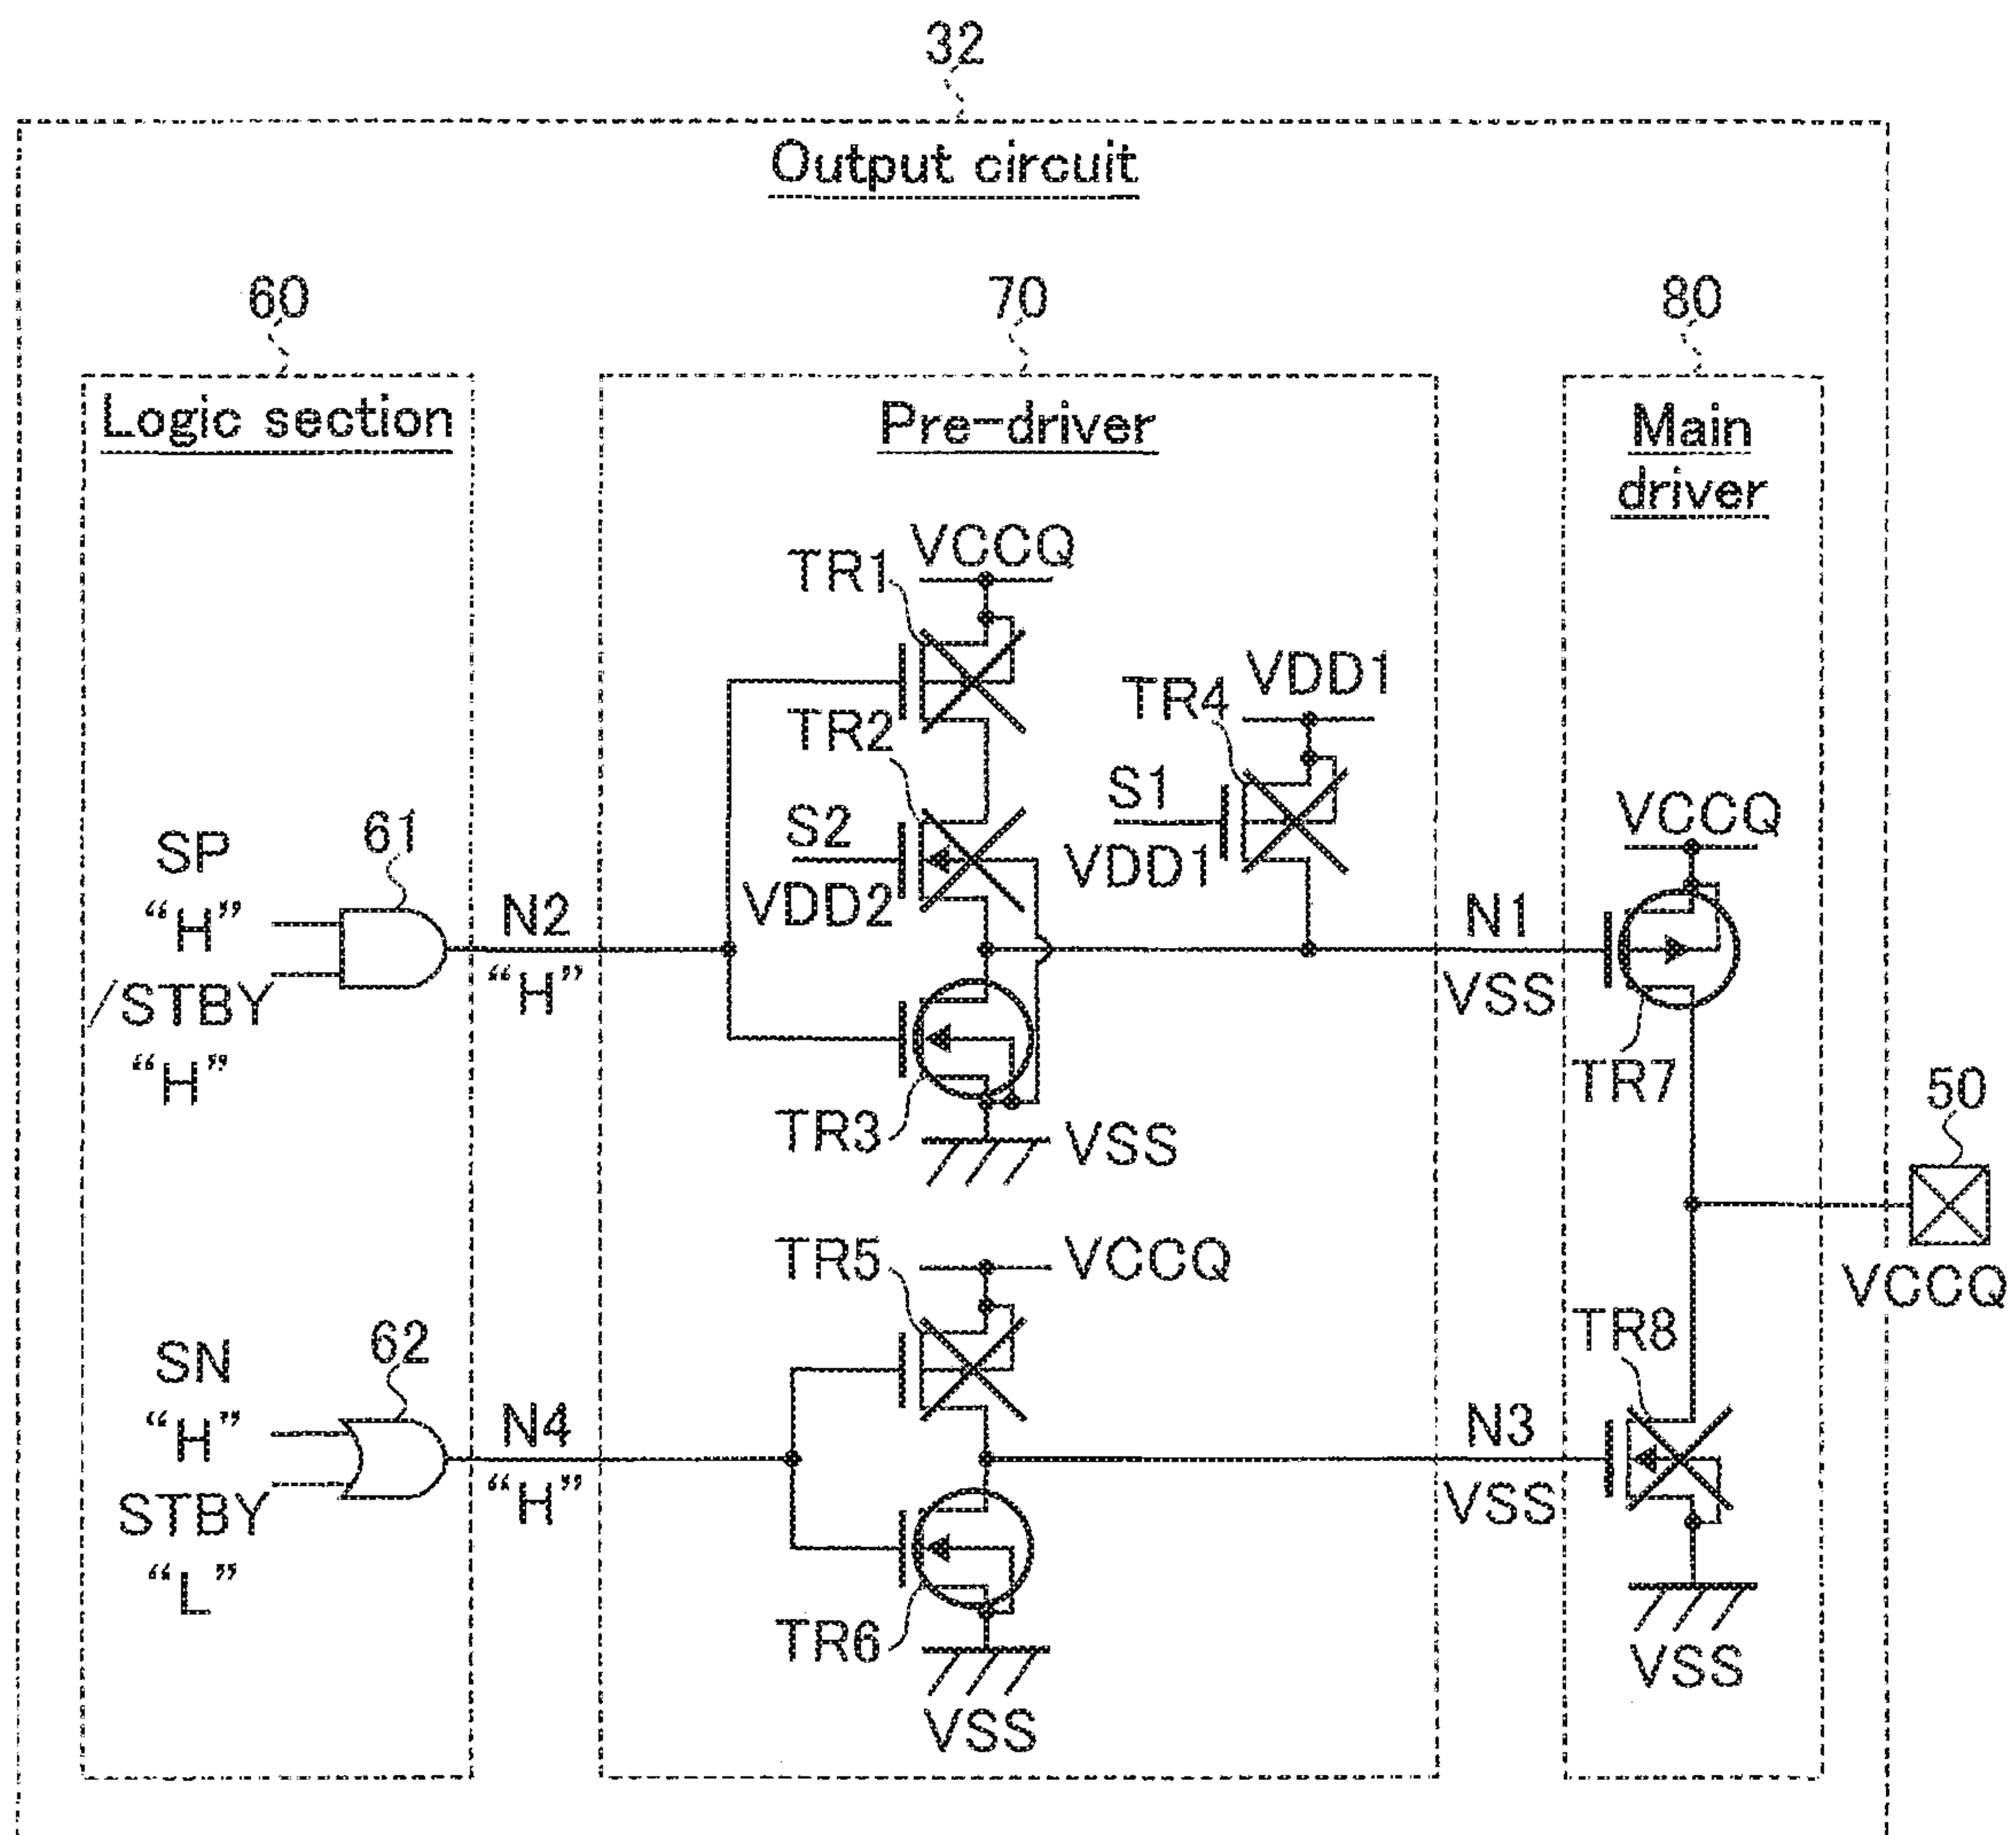 32
Output circuit
60
70
80
Logic section
Pre-driver
Main
driver
VCCQ
TR1
VDD1
TR4
TR2
S1
VDD1
VCCQ
S2
VDD2
SP
“H”
61
/STBY
“H”
N2
“H”
N1
VSS
TR7
TR3
VSS
50
VCCQ
TR5
VCCQ
TR8
SN
“H”
62
STBY
“L”
N4
“H”
N3
VSS
TR6
VSS
VSS